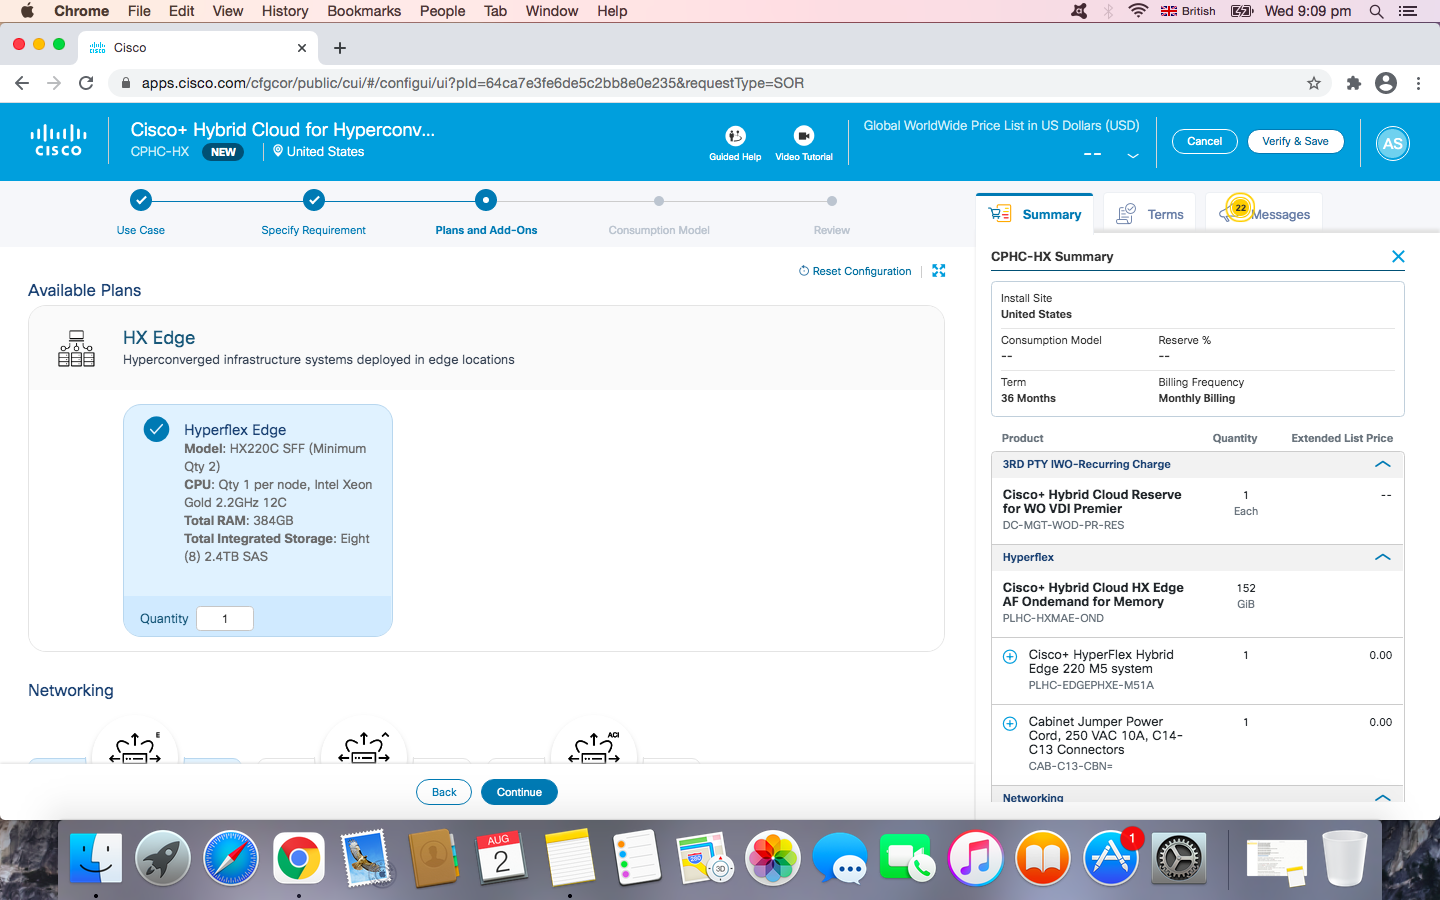 Chrome File Edit View History Bookmarks People Tab Window Help British Wed 9:09 pm
Cisco
apps.cisco.com/cfgcor/public/cui/#/configui/ui?pId=64ca7e3fe6de5c2bb8e0e235&requestType=SOR
CISCO
Cisco+ Hybrid Cloud for Hyperconv...
CPHC-HX NEW United States
Guided Help Video Tutorial
Global WorldWide Price List in US Dollars (USD)
--
Cancel Verify & Save AS
Use Case Specify Requirement Plans and Add-Ons Consumption Model Review
Reset Configuration
Available Plans
HX Edge
Hyperconverged infrastructure systems deployed in edge locations
Hyperflex Edge
Model: HX220C SFF (Minimum
Qty 2)
CPU: Qty 1 per node, Intel Xeon
Gold 2.2GHz 12C
Total RAM: 384GB
Total Integrated Storage: Eight
(8) 2.4TB SAS
Quantity 1
Networking
E
ACI
Back Continue
Summary Terms 22 Messages
CPHC-HX Summary
Install Site
United States
Consumption Model Reserve %
-- --
Term Billing Frequency
36 Months Monthly Billing
Product Quantity Extended List Price
3RD PTY IWO-Recurring Charge
Cisco+ Hybrid Cloud Reserve 1 --
for WO VDI Premier Each
DC-MGT-WOD-PR-RES
Hyperflex
Cisco+ Hybrid Cloud HX Edge 152
AF Ondemand for Memory GiB
PLHC-HXMAE-OND
Cisco+ HyperFlex Hybrid 1 0.00
Edge 220 M5 system
PLHC-EDGEPHXE-M51A
Cabinet Jumper Power 1 0.00
Cord, 250 VAC 10A, C14-
C13 Connectors
CAB-C13-CBN=
Networking
AUG
2
280
3D
1